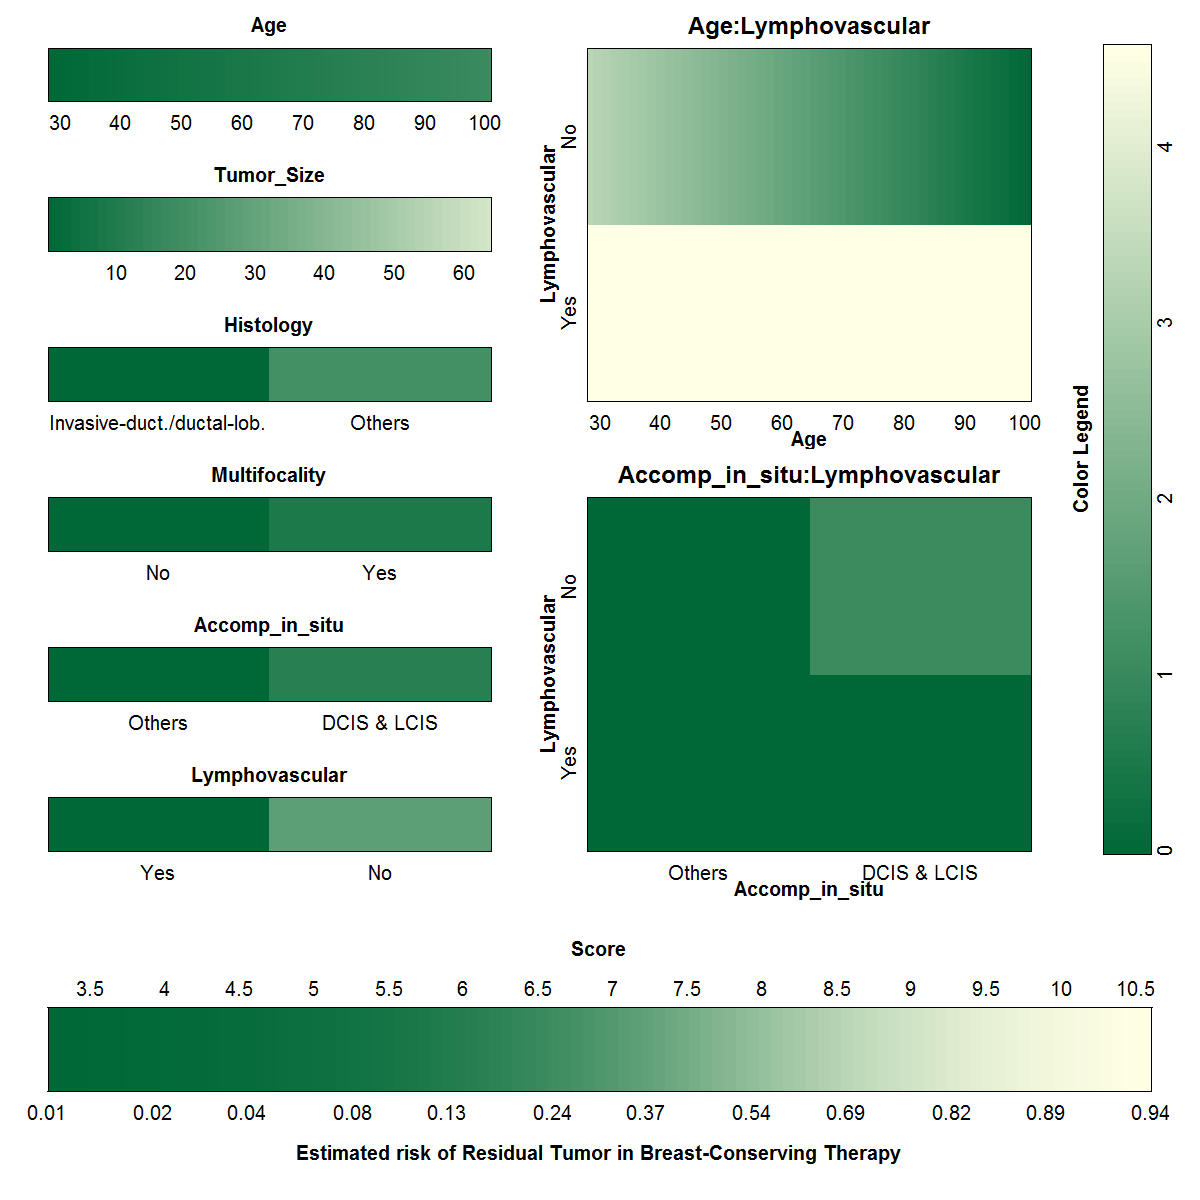 Age
30 40 50 60 70 80 90 100
Tumor_Size
10 20 30 40 50 60
Histology
Invasive-duct./ductal-lob. Others
Multifocality
No Yes
Accomp_in_situ
Others DCIS & LCIS
Lymphovascular
Yes No
Age:Lymphovascular
Lymphovascular
No
Yes
30 40 50 60 70 80 90 100
Age
Accomp_in_situ:Lymphovascular
Lymphovascular
No
Yes
Others DCIS & LCIS
Accomp_in_situ
Color Legend
4
3
2
1
0
Score
3.5 4 4.5 5 5.5 6 6.5 7 7.5 8 8.5 9 9.5 10 10.5
0.01 0.02 0.04 0.08 0.13 0.24 0.37 0.54 0.69 0.82 0.89 0.94
Estimated risk of Residual Tumor in Breast-Conserving Therapy